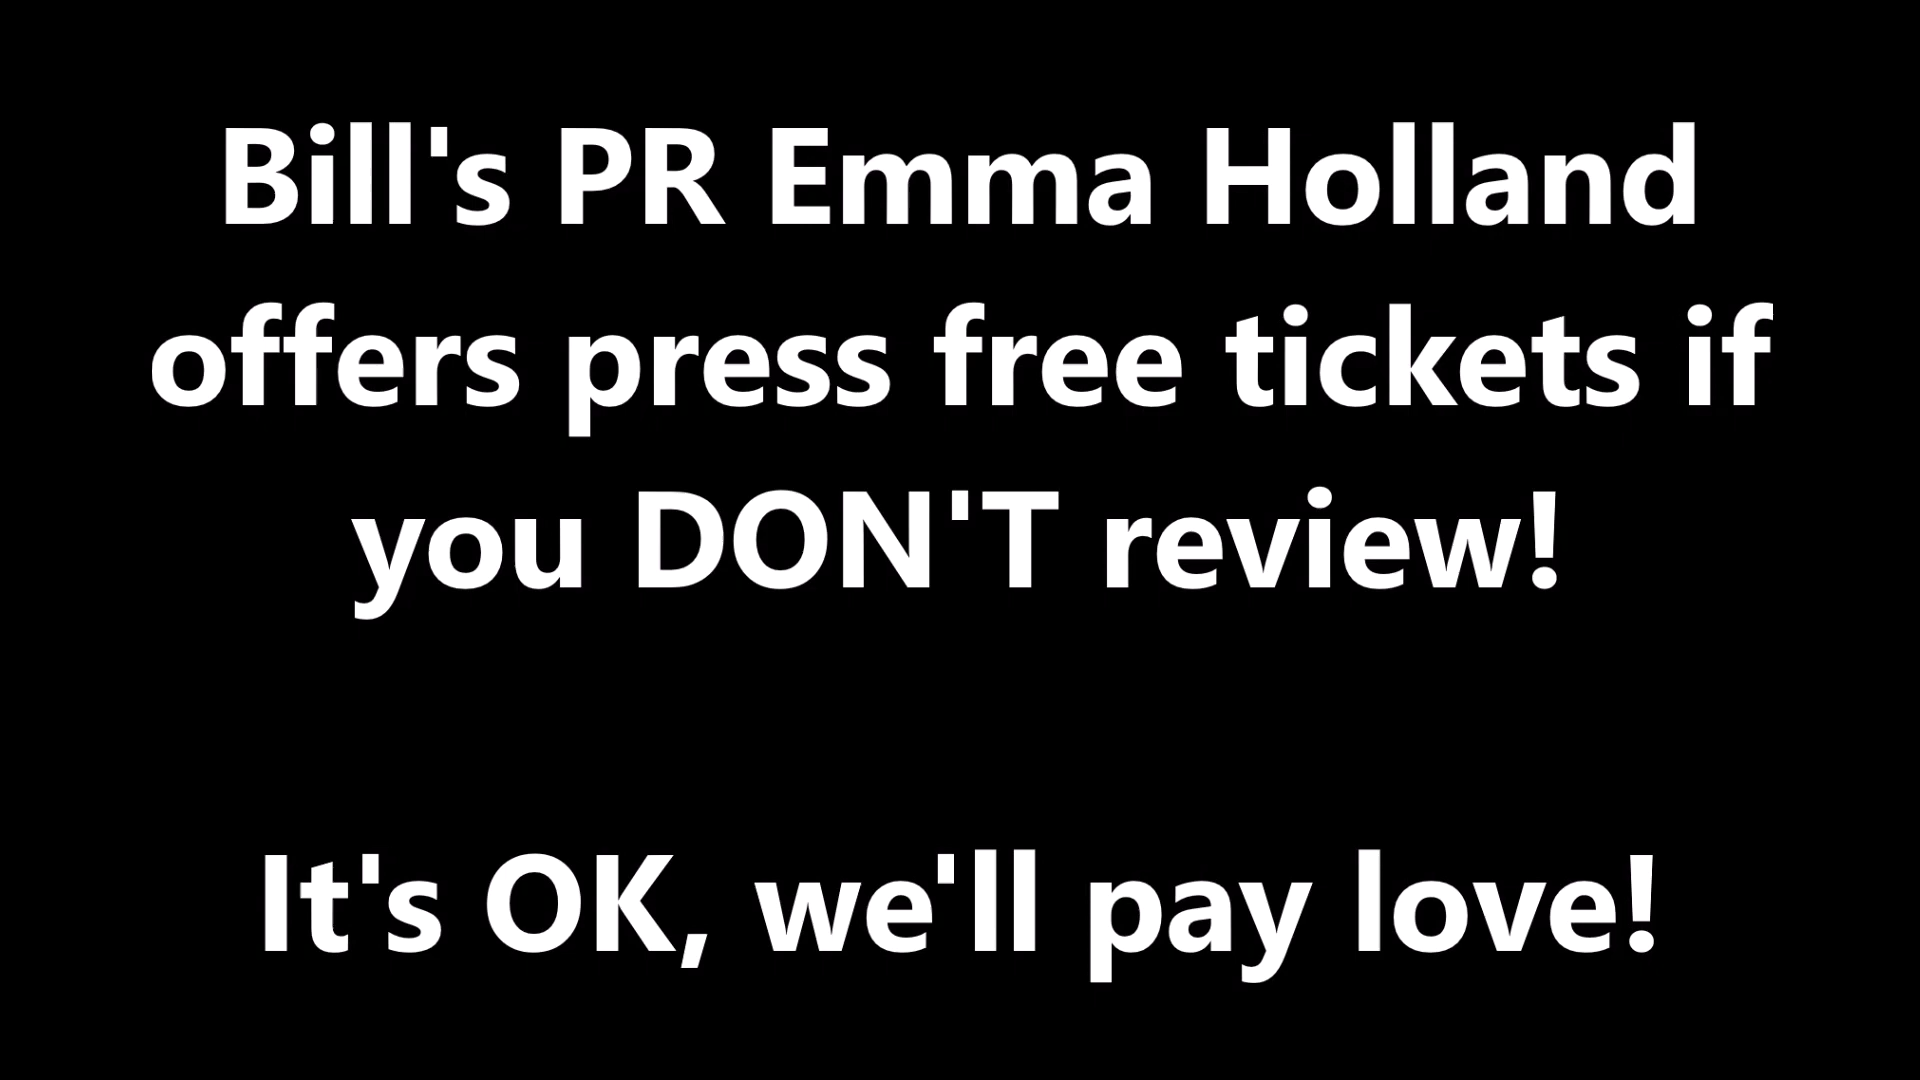 Bill's PR Emma Holland
offers press free tickets if
you DON'T review!
It's OK, we'll pay love!